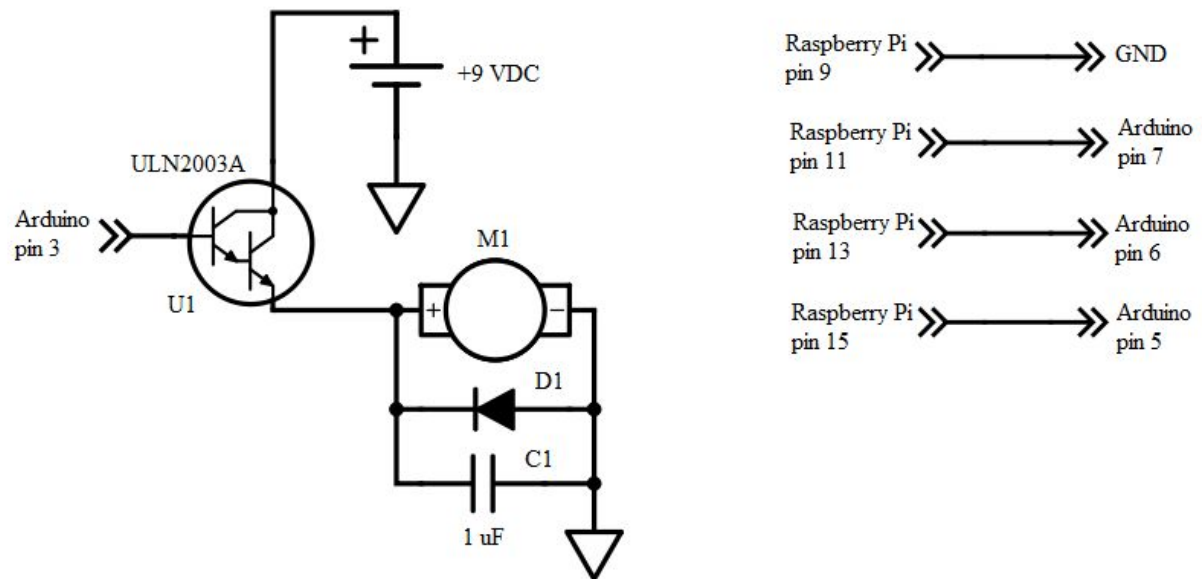 +
+9 VDC
ULN2003A
Arduino
pin 3
U1
M1
+
−
D1
C1
1 uF
Raspberry Pi
pin 9
GND
Raspberry Pi
pin 11
Arduino
pin 7
Raspberry Pi
pin 13
Arduino
pin 6
Raspberry Pi
pin 15
Arduino
pin 5